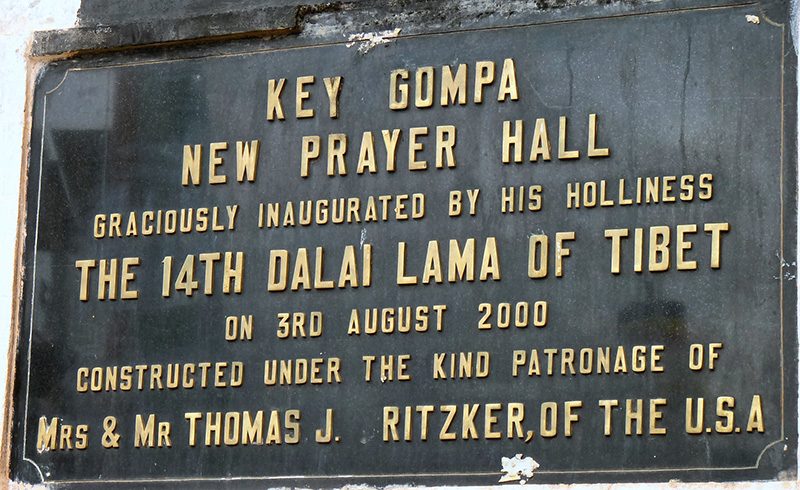 KEY GOMPA
NEW PRAYER HALL
GRACIOUSLY INAUGURATED BY HIS HOLLINESS
THE 14TH DALAI LAMA OF TIBET
ON 3RD AUGUST 2000
CONSTRUCTED UNDER THE KIND PATRONAGE OF
MRS & MR THOMAS J. RITZKER, OF THE U.S.A